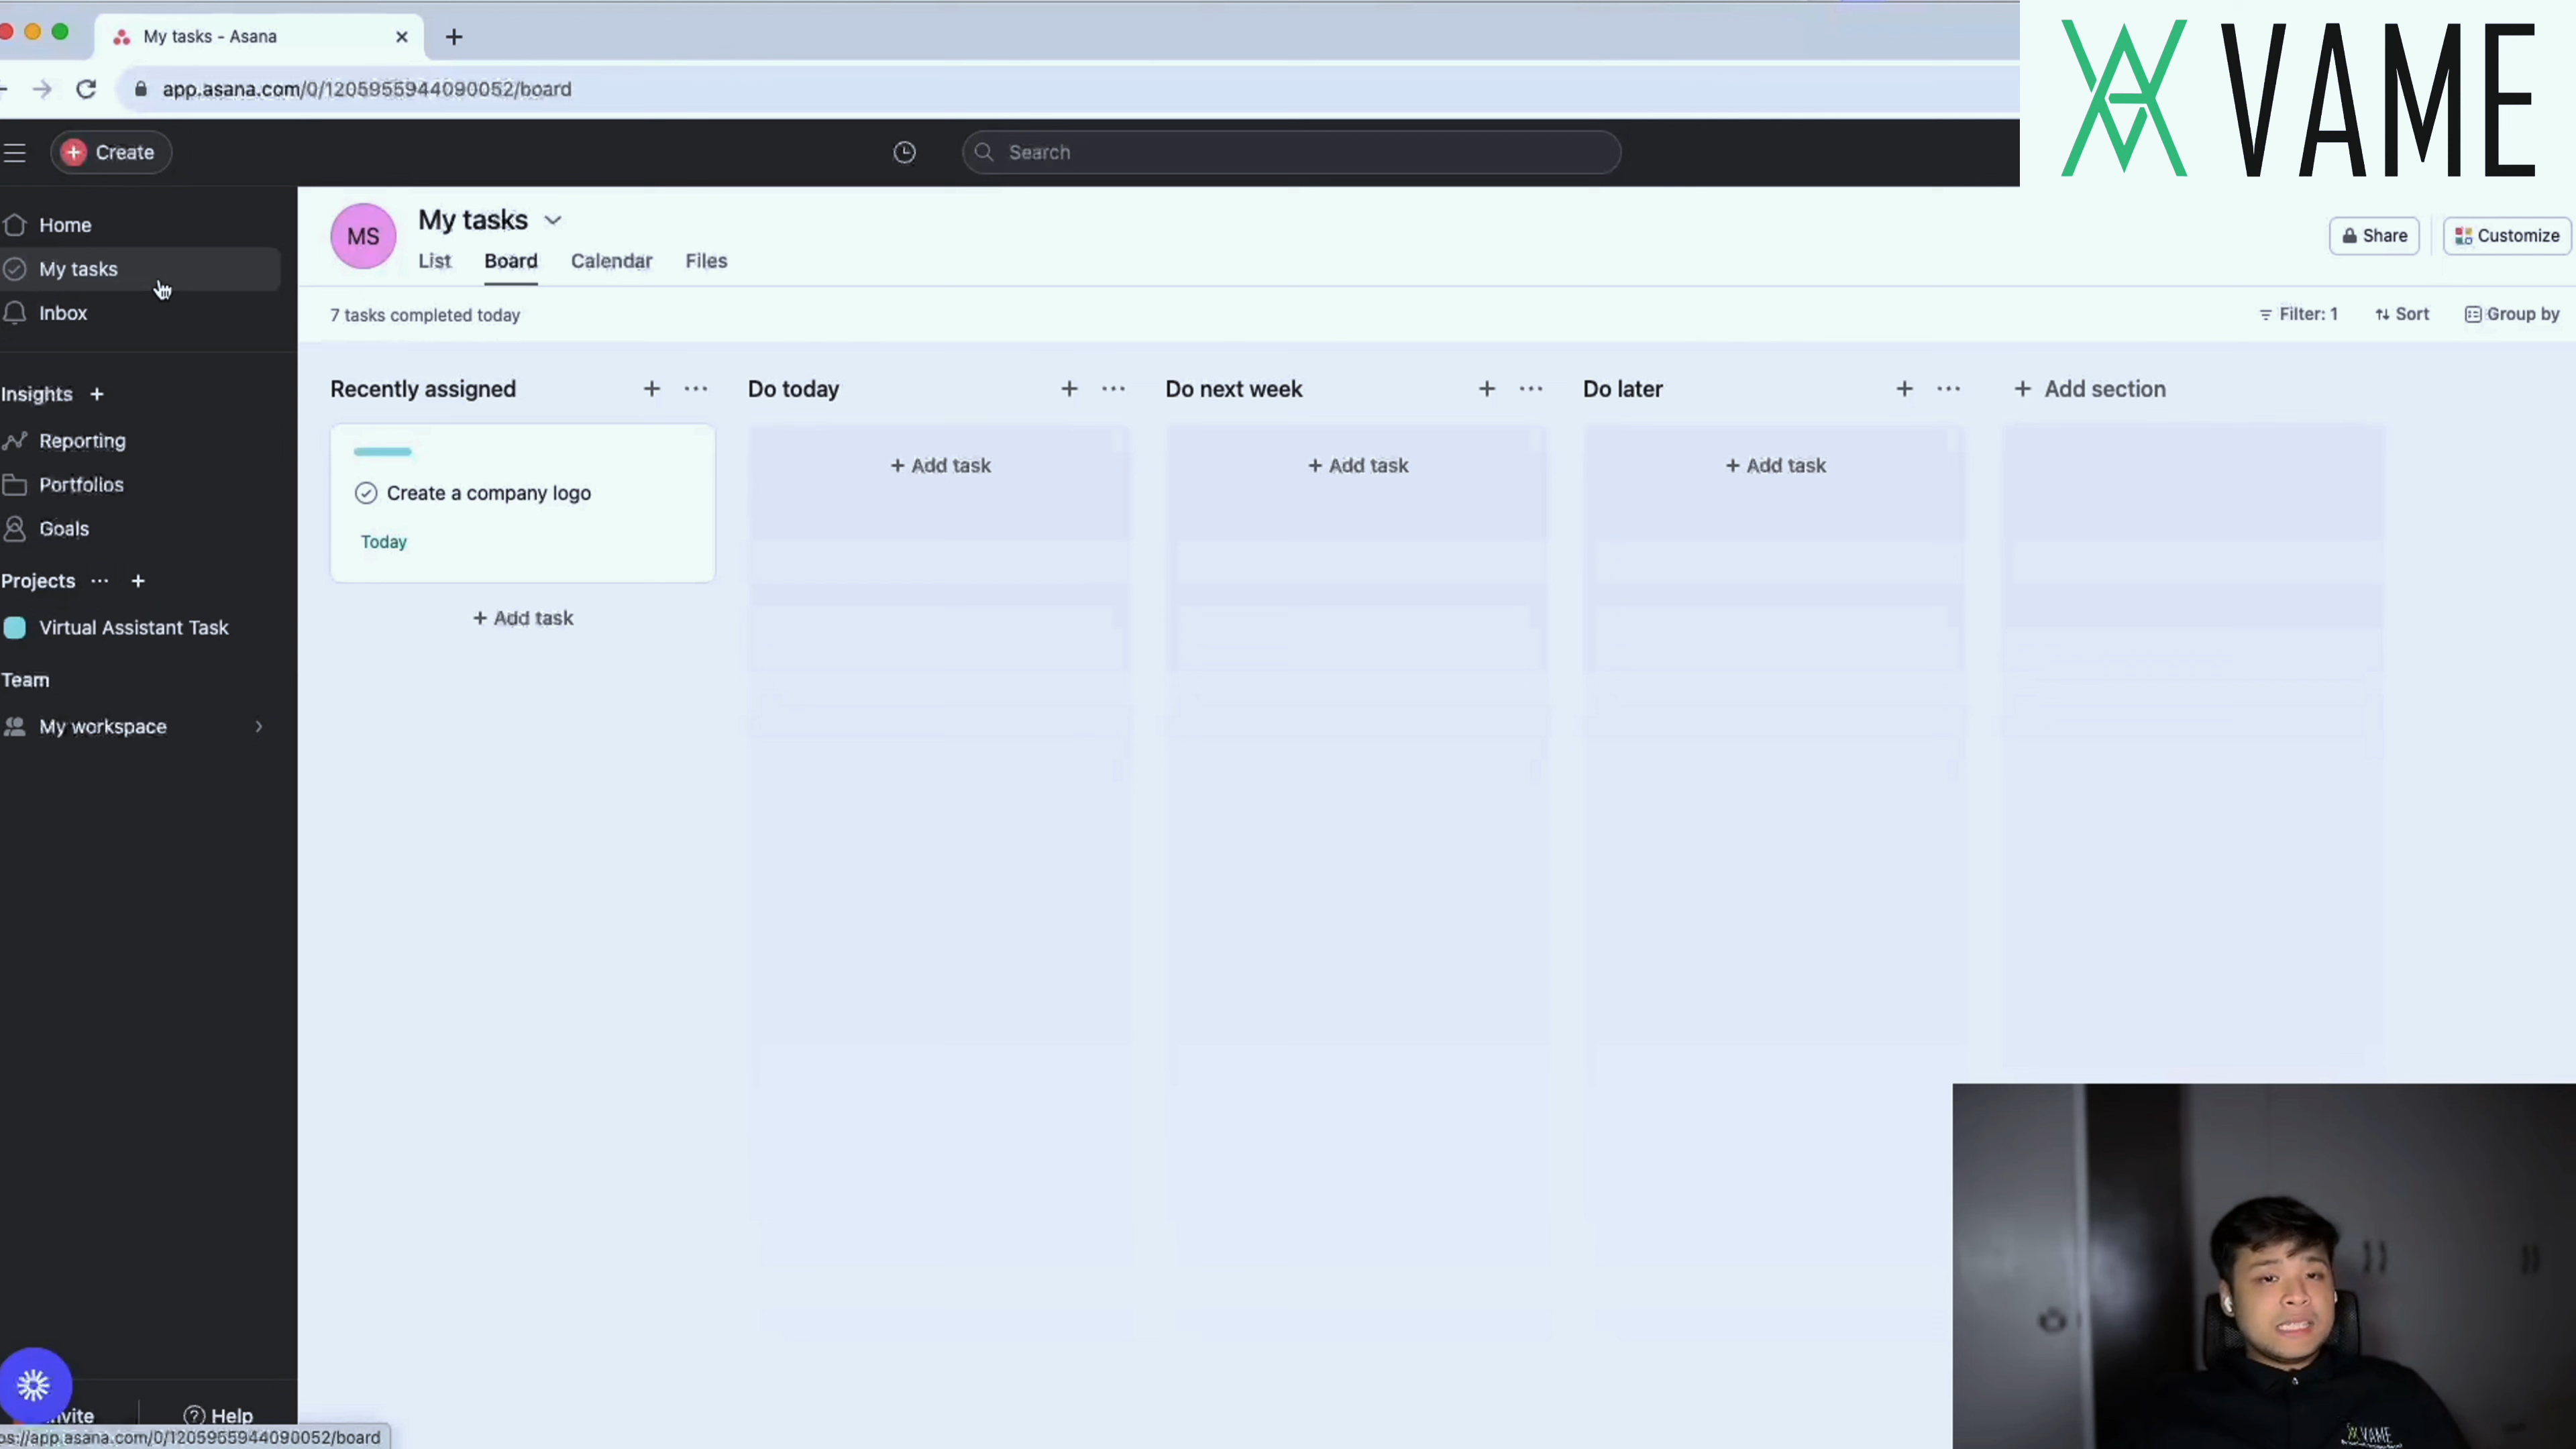 My tasks - Asana
app.asana.com/0/1205955944090052/board
VAME
Create
Search
Home
My tasks
Inbox
Insights +
Reporting
Portfolios
Goals
Projects ... +
Virtual Assistant Task
Team
My workspace
Help
app.asana.com/0/1205955944090052/board
MS
My tasks
List Board Calendar Files
Share
Customize
7 tasks completed today
Filter: 1 Sort Group by
Recently assigned + ...
Create a company logo
Today
+ Add task
Do today + ...
+ Add task
Do next week + ...
+ Add task
Do later + ...
+ Add task
+ Add section
VAME